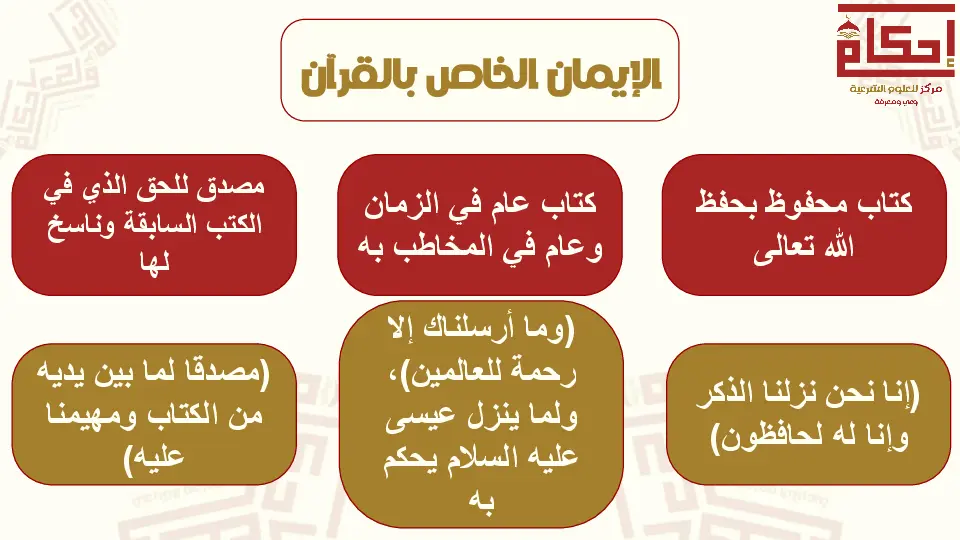 إحكام
مركز للعلوم الشرعية
وعي ومعرفة
الإيمان الخاص بالقرآن
كتاب محفوظ بحفظ
الله تعالى
كتاب عام في الزمان
وعام في المخاطب به
مصدق للحق الذي في
الكتب السابقة وناسخ
لها
(إنا نحن نزلنا الذكر
وإنا له لحافظون)
(وما أرسلناك إلا
رحمة للعالمين)،
ولما ينزل عيسى
عليه السلام يحكم
به
(مصدقا لما بين يديه
من الكتاب ومهيمنا
عليه)